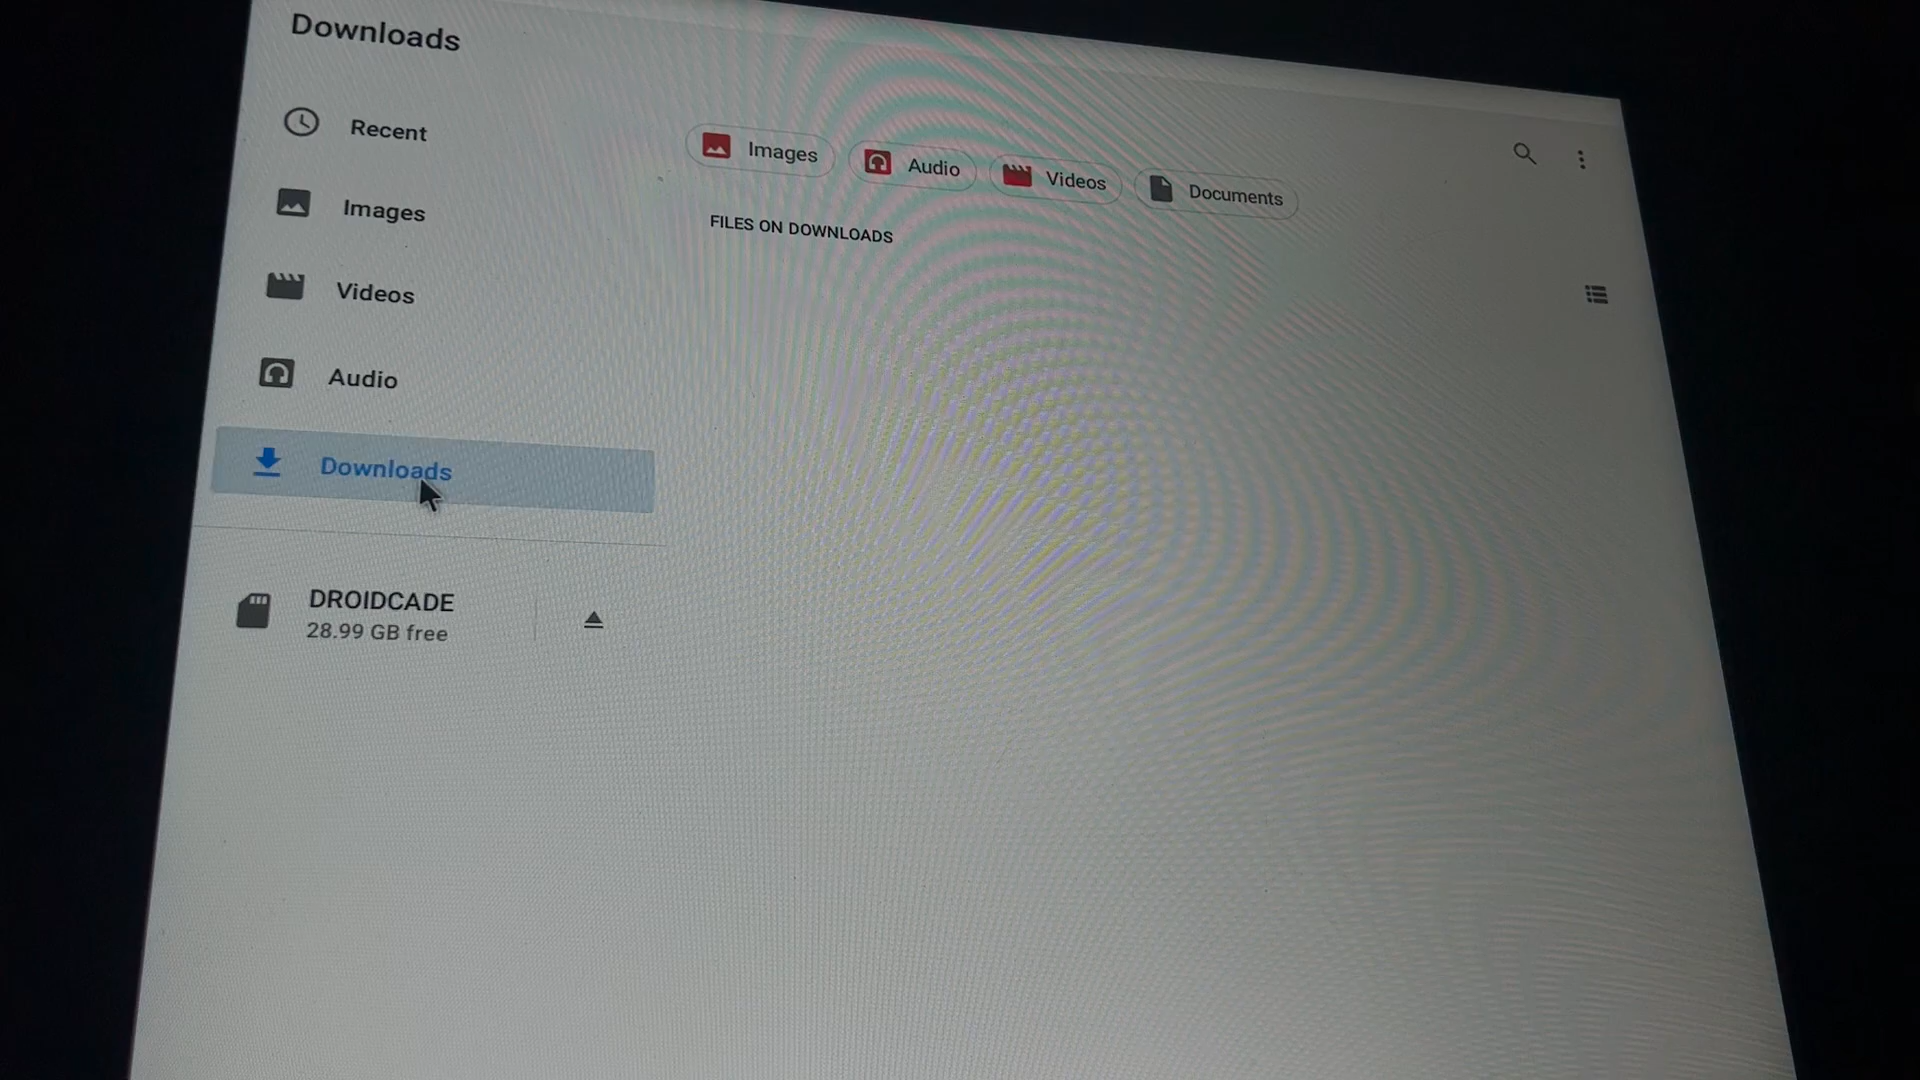 Downloads
Recent
Images
Videos
Audio
Downloads
DROIDCADE
28.99 GB free
Images
Audio
Videos
Documents
FILES ON DOWNLOADS